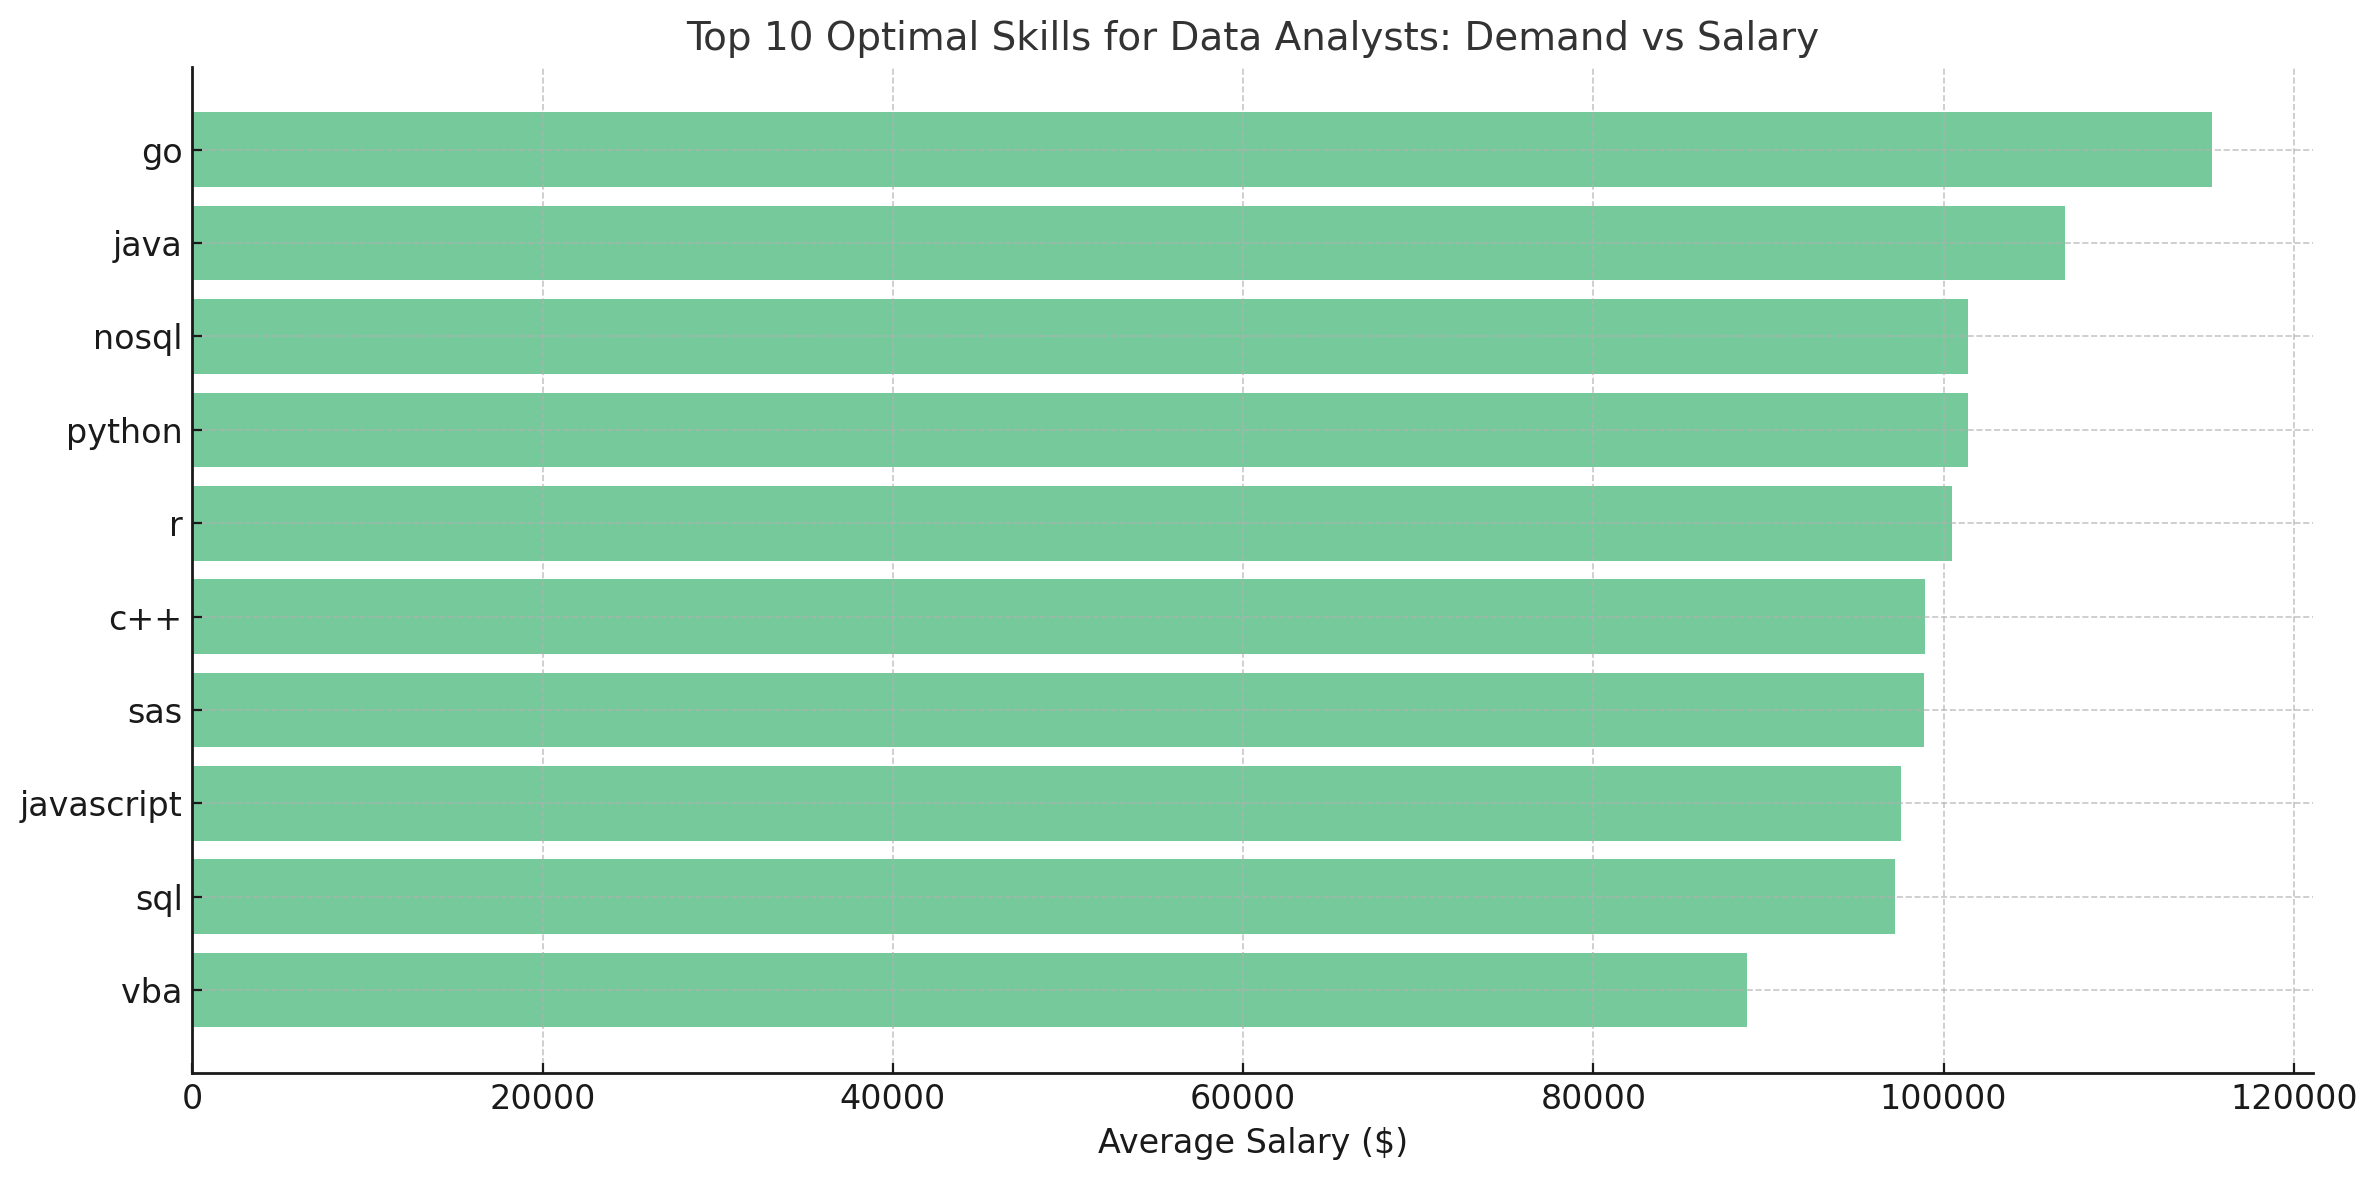 Top 10 Optimal Skills for Data Analysts: Demand vs Salary
go
java
nosql
python
r
c++
sas
javascript
sql
vba
0 20000 40000 60000 80000 100000 120000
Average Salary ($)